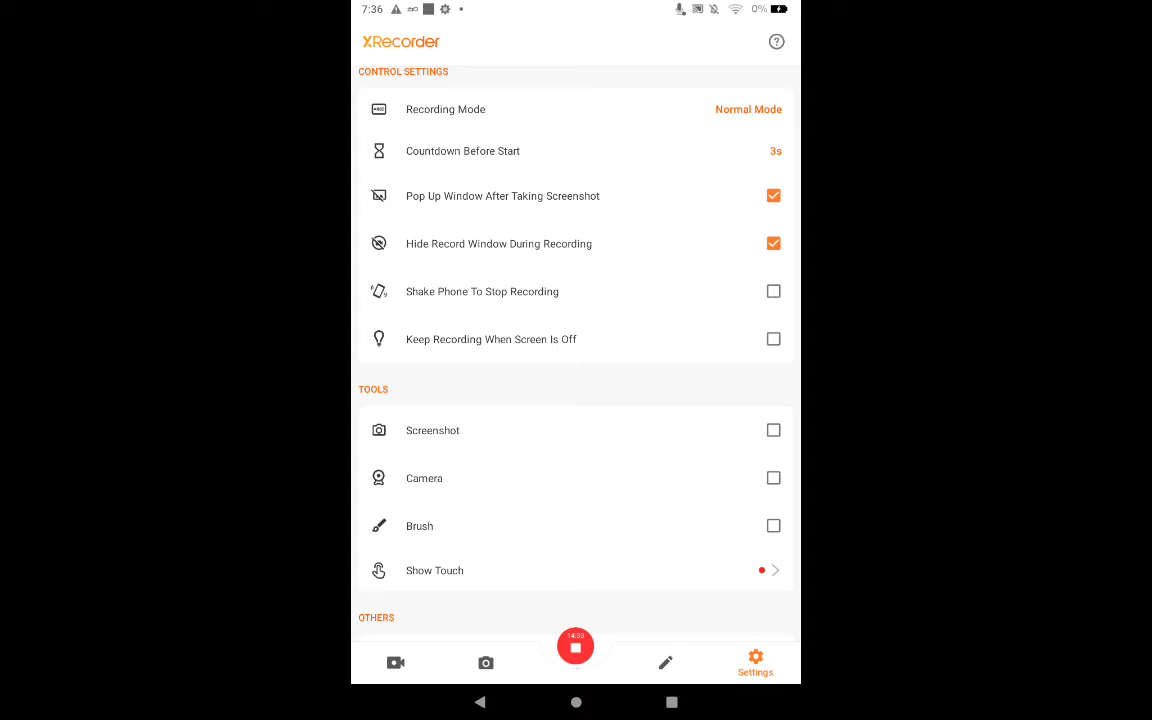 7:36
0%
XRecorder
CONTROL SETTINGS
Recording Mode Normal Mode
Countdown Before Start 3s
Pop Up Window After Taking Screenshot
Hide Record Window During Recording
Shake Phone To Stop Recording
Keep Recording When Screen Is Off
TOOLS
Screenshot
Camera
Brush
Show Touch
OTHERS
14:33
Settings